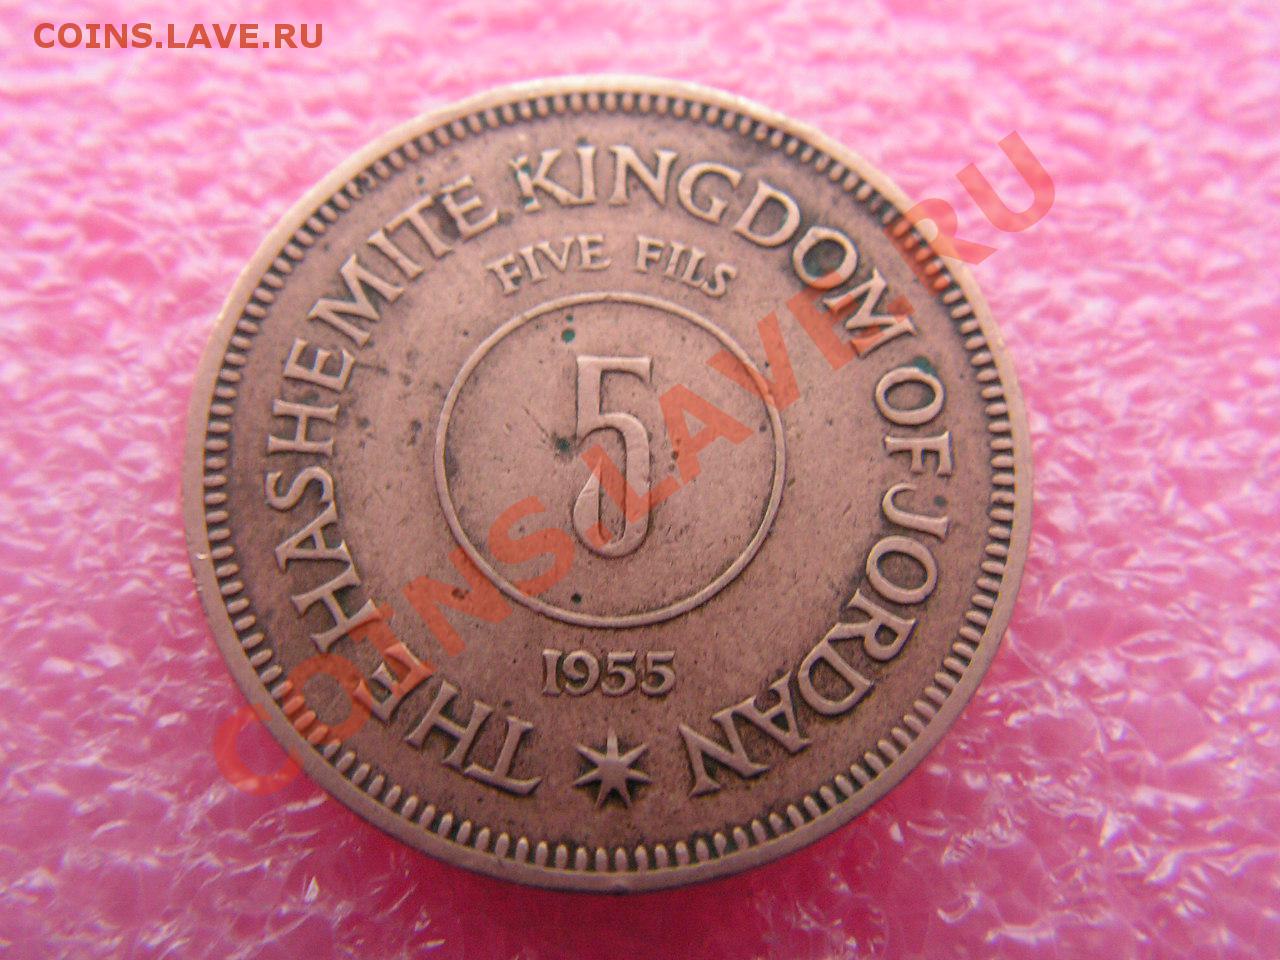 COINS.LAVE.RU
THE HASHEMITE KINGDOM OF JORDAN
FIVE FILS
5
1955
COINS.LAVE.RU